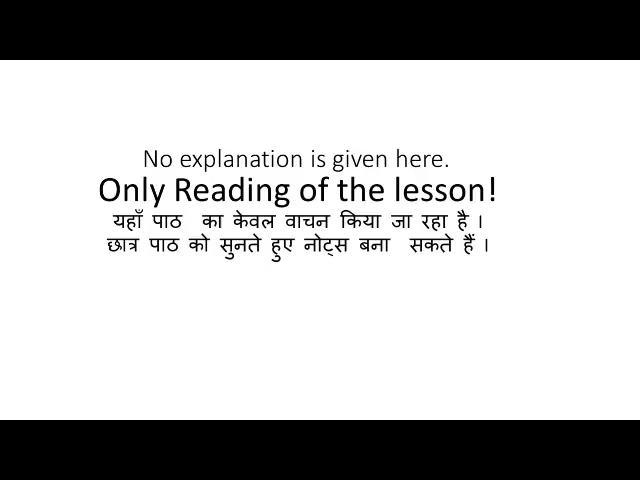 No explanation is given here.
Only Reading of the lesson!
यहाँ पाठ का केवल वाचन किया जा रहा है ।
छात्र पाठ को सुनते हुए नोट्स बना सकते हैं ।